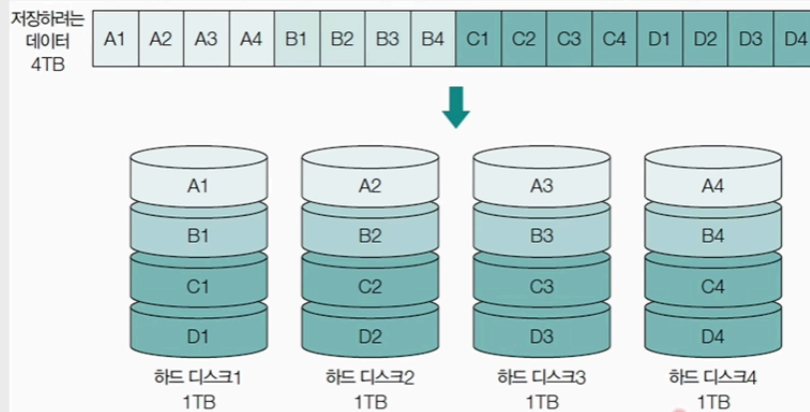 저장하려는
데이터
4TB
A1 A2 A3 A4 B1 B2 B3 B4 C1 C2 C3 C4 D1 D2 D3 D4
A1 A2 A3 A4
B1 B2 B3 B4
C1 C2 C3 C4
D1 D2 D3 D4
하드 디스크1 하드 디스크2 하드 디스크3 하드 디스크4
1TB 1TB 1TB 1TB